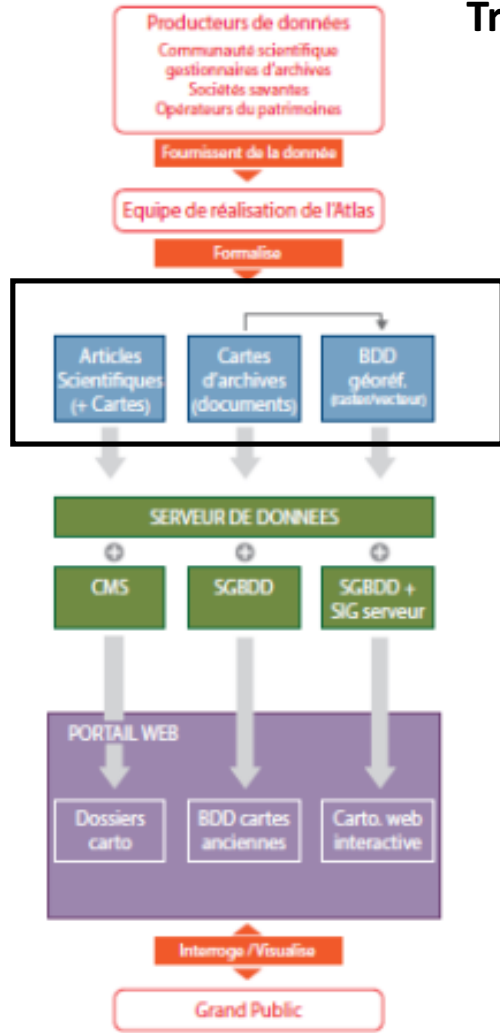 Tr
Producteurs de données
Communauté scientifique
gestionnaires d'archives
Sociétés savantes
Opérateurs du patrimoines
Fournissent de la donnée
Equipe de réalisation de l'Atlas
Formalise
Articles
Scientifiques
(+ Cartes)
Cartes
d'archives
(documents)
BDD
géoréf.
(raster/vecteur)
SERVEUR DE DONNEES
CMS
SGBDD
SGBDD +
SIG serveur
PORTAIL WEB
Dossiers
carto
BDD cartes
anciennes
Carto. web
interactive
Interroge / Visualise
Grand Public